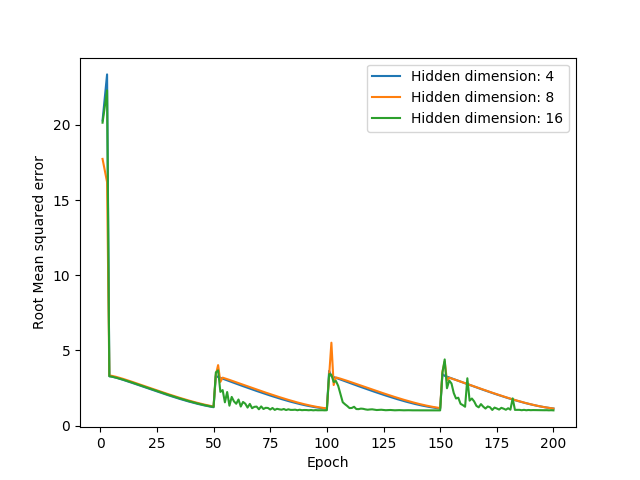 Hidden dimension: 4
Hidden dimension: 8
Hidden dimension: 16
20
15
10
5
0
Root Mean squared error
0 25 50 75 100 125 150 175 200
Epoch